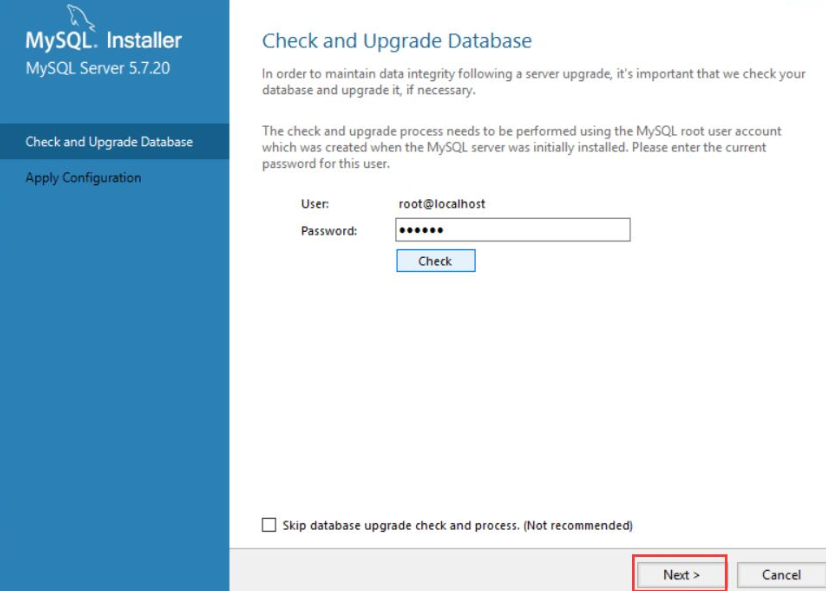 MySQL. Installer
MySQL Server 5.7.20
Check and Upgrade Database
Apply Configuration
Check and Upgrade Database
In order to maintain data integrity following a server upgrade, it's important that we check your
database and upgrade it, if necessary.
The check and upgrade process needs to be performed using the MySQL root user account
which was created when the MySQL server was initially installed. Please enter the current
password for this user.
User: root@localhost
Password: ••••••
Check
Skip database upgrade check and process. (Not recommended)
Next > Cancel